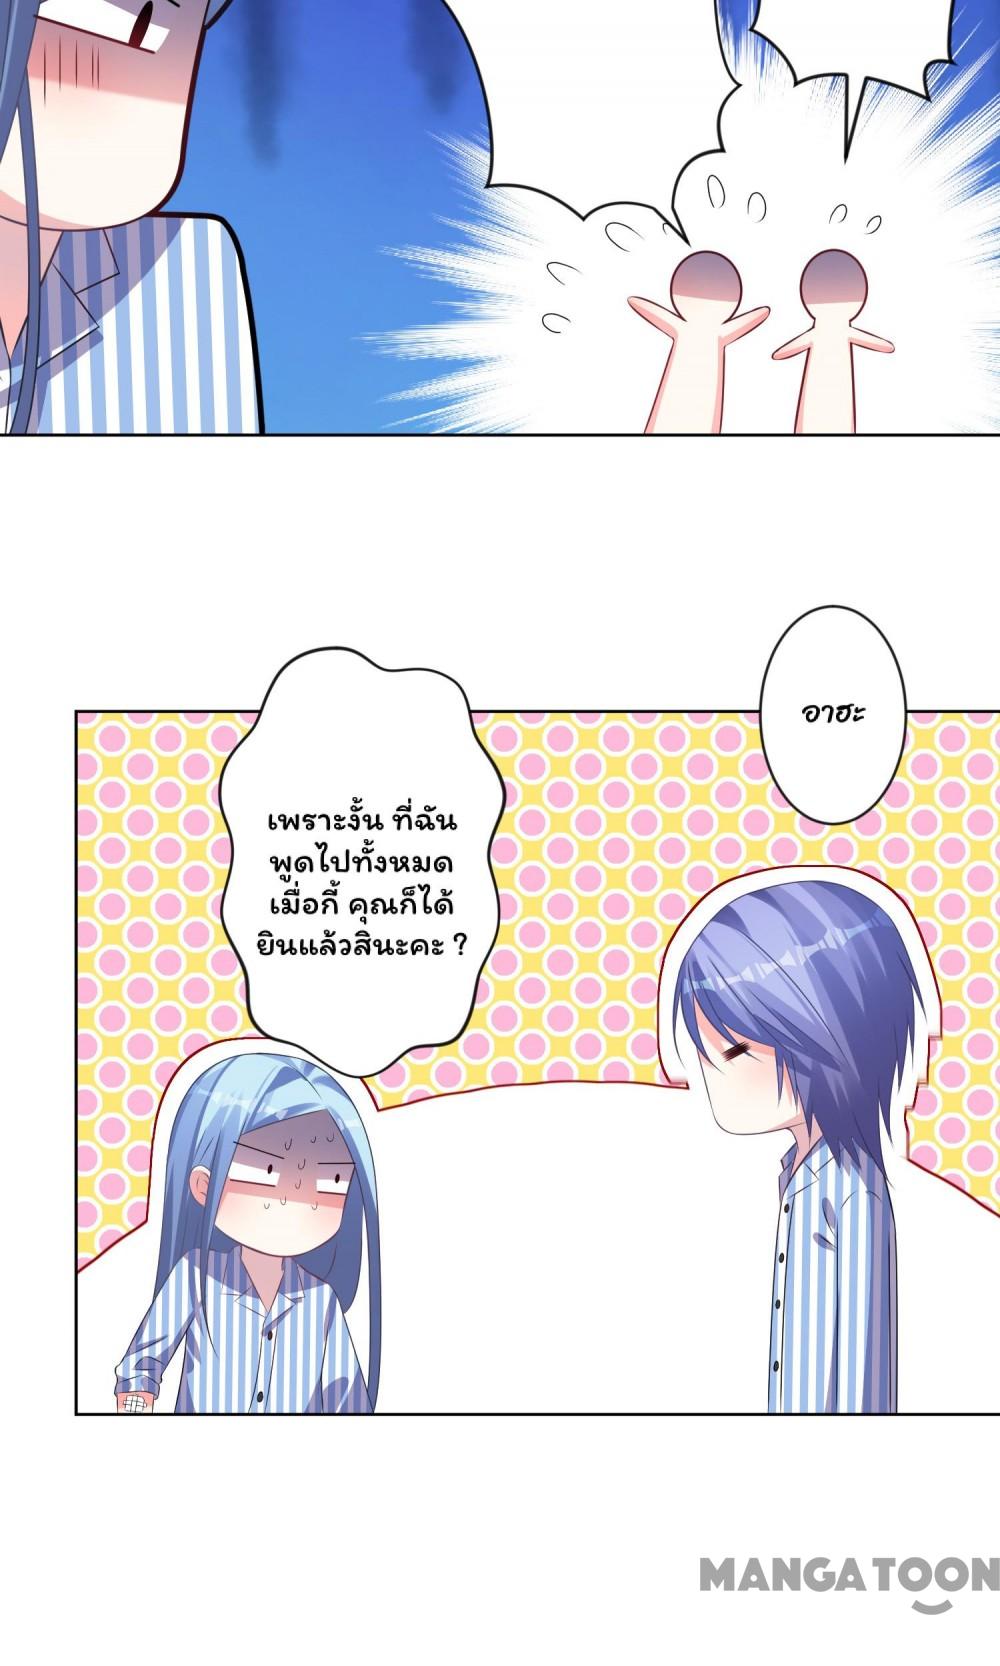 อาฮะ
เพราะงั้น ที่ฉัน
พูดไปทั้งหมด
เมื่อกี้ คุณก็ได้
ยินแล้วสินะคะ ?
MANGATOON